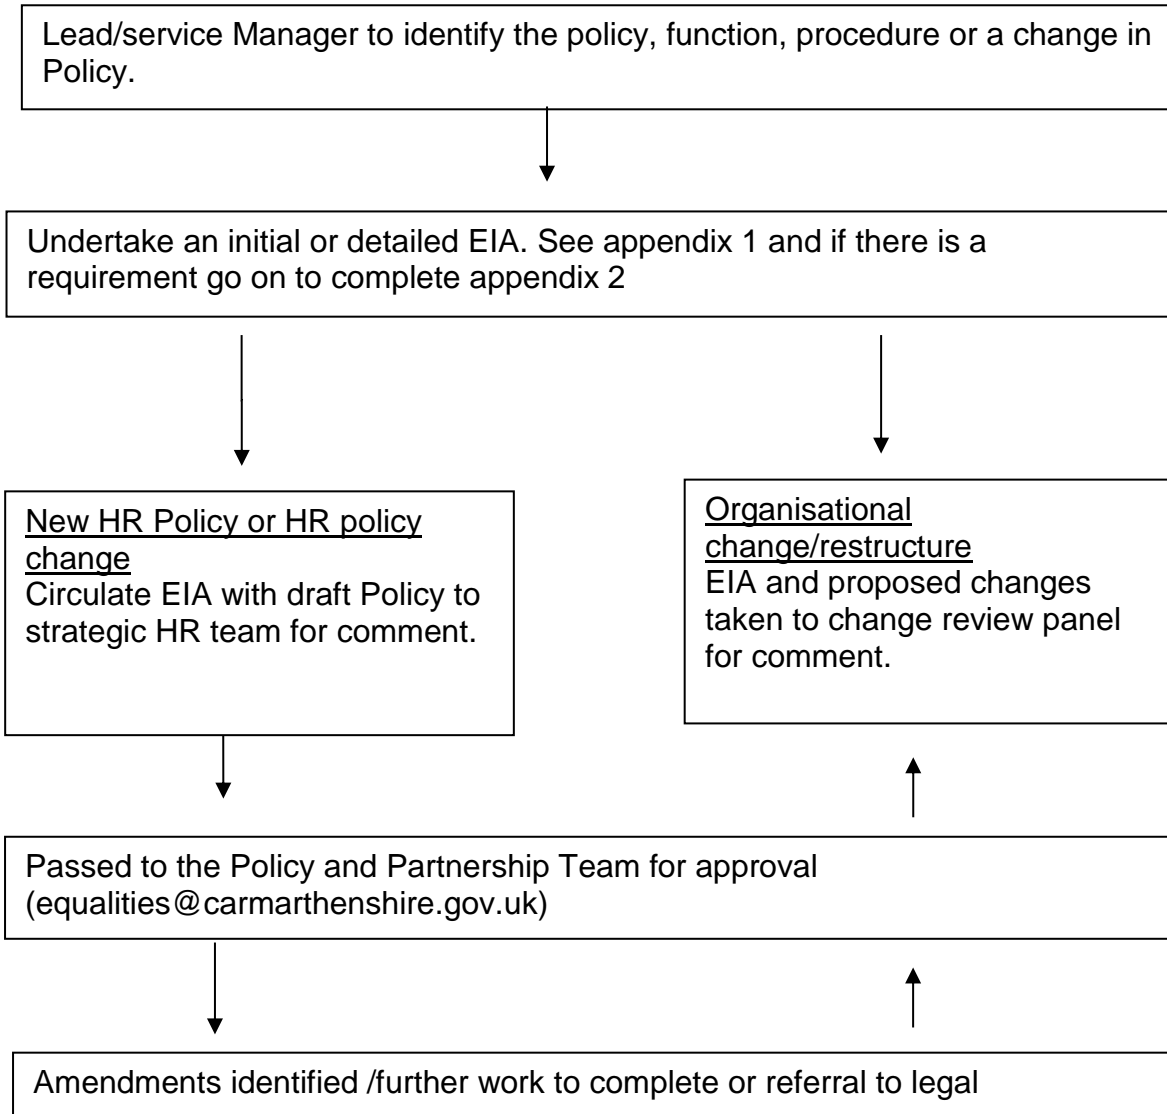 Lead/service Manager to identify the policy, function, procedure or a change in
Policy.
Undertake an initial or detailed EIA. See appendix 1 and if there is a
requirement go on to complete appendix 2
New HR Policy or HR policy
change
Circulate EIA with draft Policy to
strategic HR team for comment.
Organisational
change/restructure
EIA and proposed changes
taken to change review panel
for comment.
Passed to the Policy and Partnership Team for approval
(equalities@carmarthenshire.gov.uk)
Amendments identified /further work to complete or referral to legal